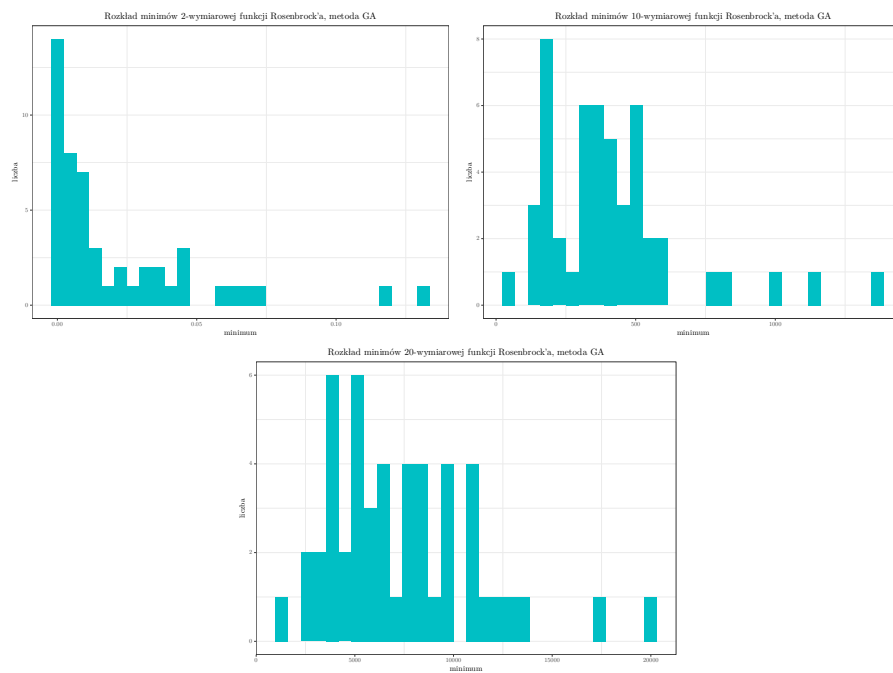 Rozkład minimów 2-wymiarowej funkcji Rosenbrock'a, metoda GA
liczba
10
5
0
0.00 0.05 0.10
minimum
Rozkład minimów 10-wymiarowej funkcji Rosenbrock'a, metoda GA
liczba
8
6
4
2
0
0 500 1000
minimum
Rozkład minimów 20-wymiarowej funkcji Rosenbrock'a, metoda GA
liczba
6
4
2
0
0 5000 10000 15000 20000
minimum